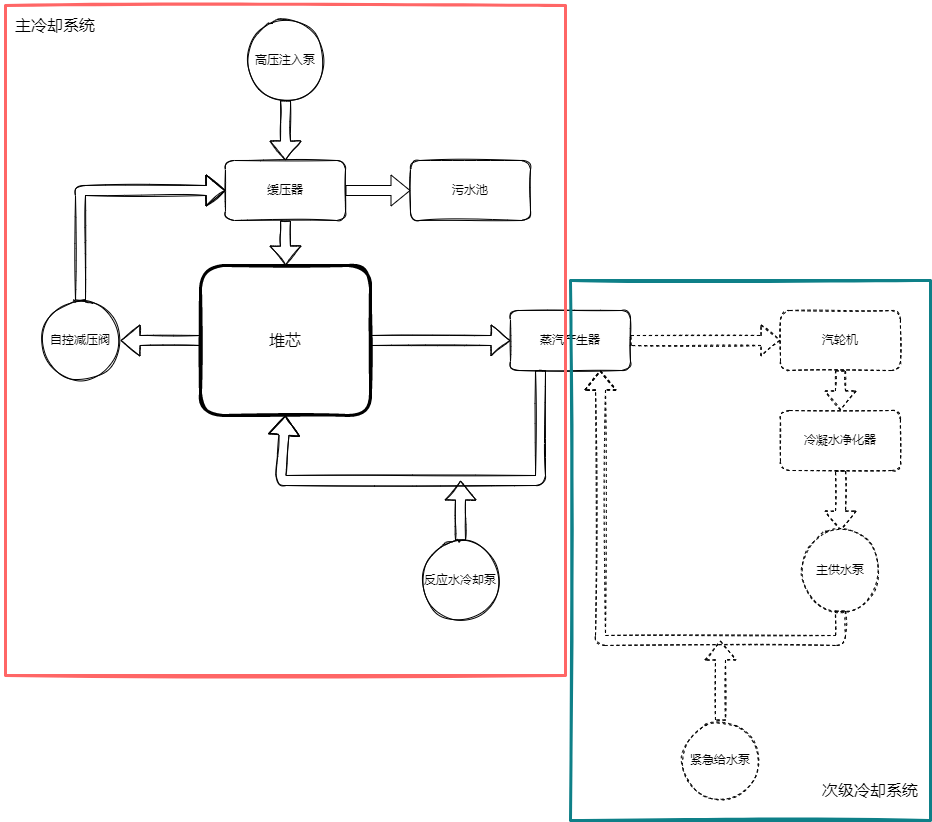 主冷却系统
高压注入泵
缓压器
污水池
自控减压阀
堆芯
蒸汽产生器
汽轮机
冷凝水净化器
主供水泵
反应水冷却泵
紧急给水泵
次级冷却系统